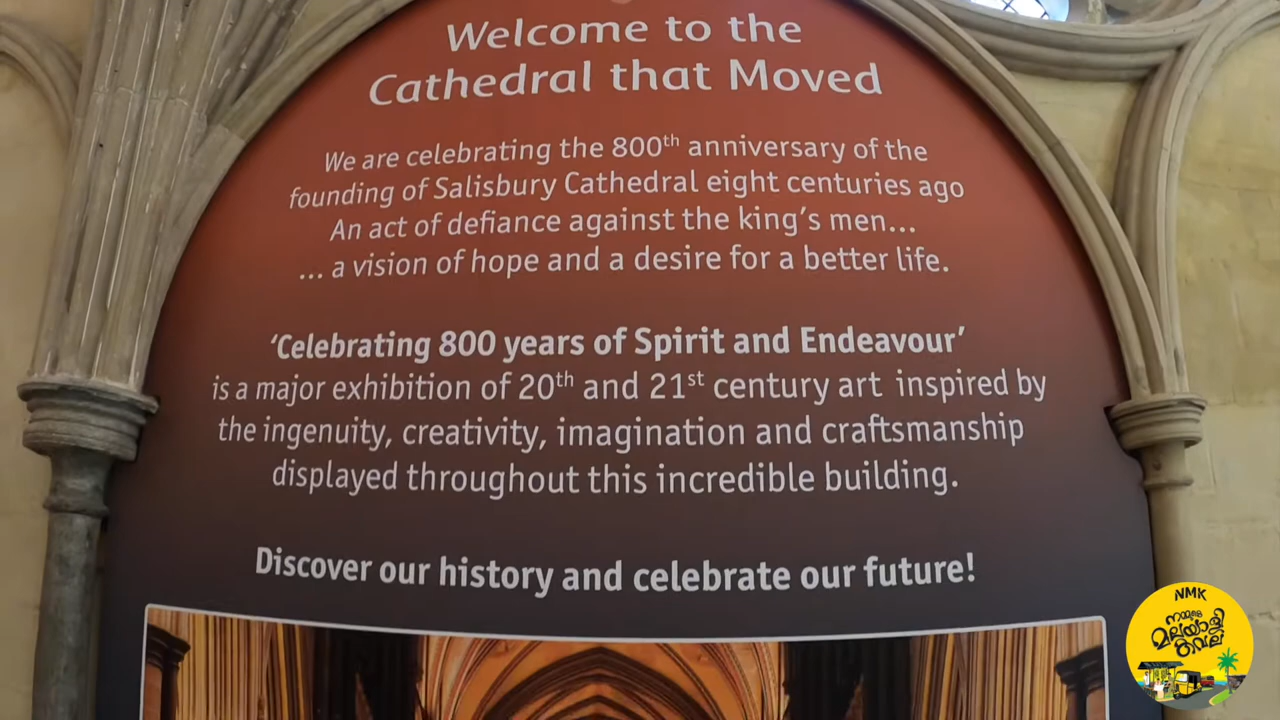 Welcome to the
Cathedral that Moved
We are celebrating the 800th anniversary of the
founding of Salisbury Cathedral eight centuries ago
An act of defiance against the king's men...
... a vision of hope and a desire for a better life.
'Celebrating 800 years of Spirit and Endeavour'
is a major exhibition of 20th and 21st century art inspired by
the ingenuity, creativity, imagination and craftsmanship
displayed throughout this incredible building.
Discover our history and celebrate our future!
NMK
നമ്മുടെ
മലയാളി
കവല